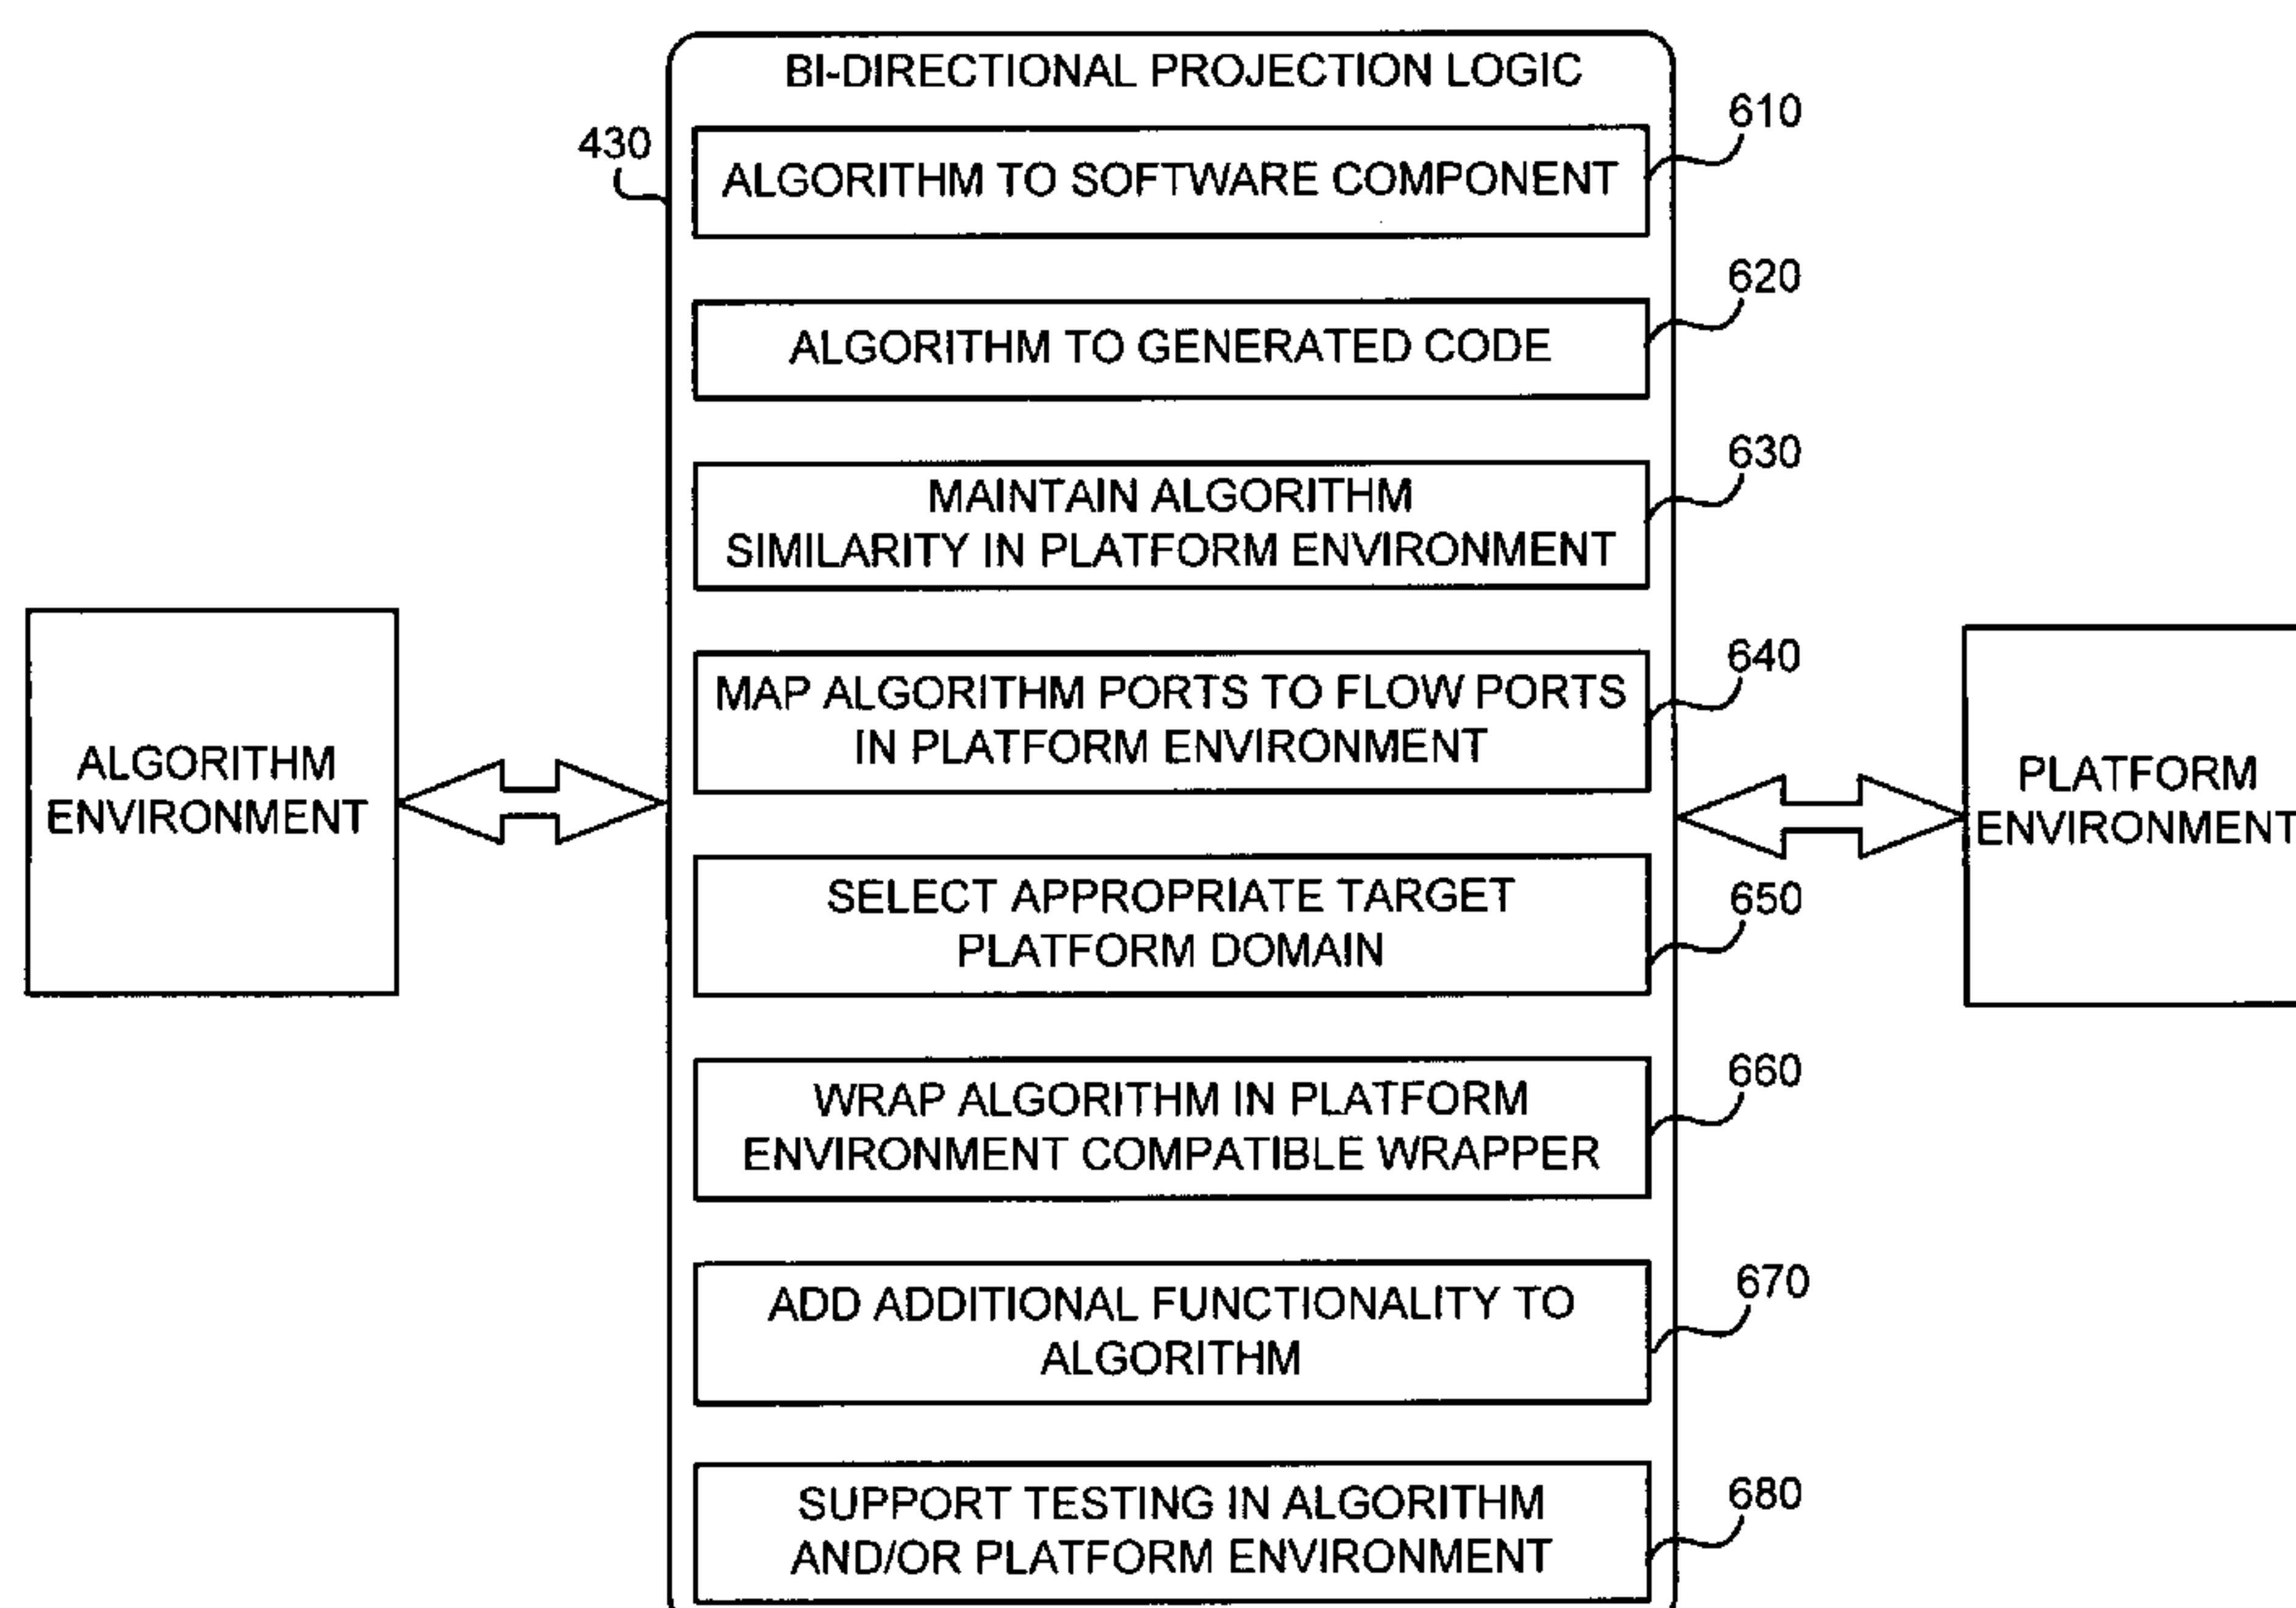 BI-DIRECTIONAL PROJECTION LOGIC
430
610
ALGORITHM TO SOFTWARE COMPONENT
620
ALGORITHM TO GENERATED CODE
630
MAINTAIN ALGORITHM
SIMILARITY IN PLATFORM ENVIRONMENT
640
MAP ALGORITHM PORTS TO FLOW PORTS
IN PLATFORM ENVIRONMENT
ALGORITHM
ENVIRONMENT
PLATFORM
ENVIRONMENT
650
SELECT APPROPRIATE TARGET
PLATFORM DOMAIN
660
WRAP ALGORITHM IN PLATFORM
ENVIRONMENT COMPATIBLE WRAPPER
670
ADD ADDITIONAL FUNCTIONALITY TO
ALGORITHM
680
SUPPORT TESTING IN ALGORITHM
AND/OR PLATFORM ENVIRONMENT